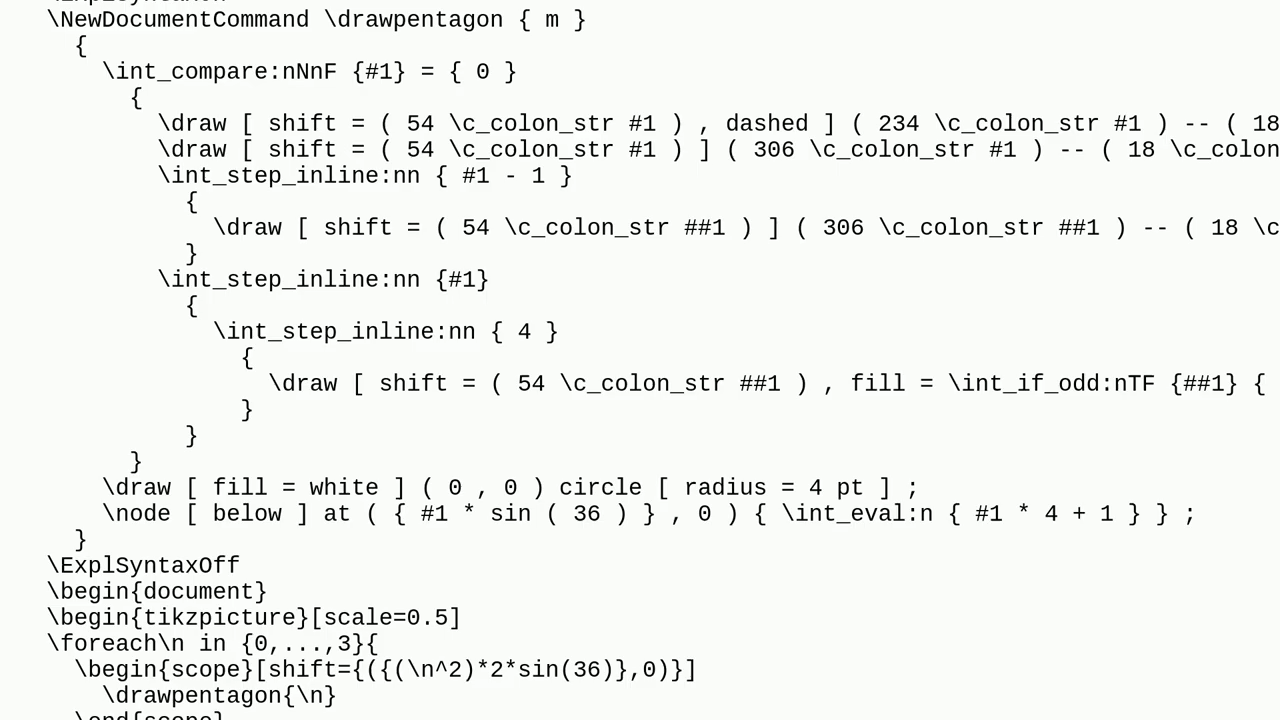 \NewDocumentCommand \drawpentagon { m }
{
\int_compare:nNnF {#1} = { 0 }
{
\draw [ shift = ( 54 \c_colon_str #1 ) , dashed ] ( 234 \c_colon_str #1 ) -- ( 18
\draw [ shift = ( 54 \c_colon_str #1 ) ] ( 306 \c_colon_str #1 ) -- ( 18 \c_colon
\int_step_inline:nn { #1 - 1 }
{
\draw [ shift = ( 54 \c_colon_str ##1 ) ] ( 306 \c_colon_str ##1 ) -- ( 18 \c
}
\int_step_inline:nn {#1}
{
\int_step_inline:nn { 4 }
{
\draw [ shift = ( 54 \c_colon_str ##1 ) , fill = \int_if_odd:nTF {##1} {
}
}
}
\draw [ fill = white ] ( 0 , 0 ) circle [ radius = 4 pt ] ;
\node [ below ] at ( { #1 * sin ( 36 ) } , 0 ) { \int_eval:n { #1 * 4 + 1 } } ;
}
\ExplSyntaxOff
\begin{document}
\begin{tikzpicture}[scale=0.5]
\foreach\n in {0,...,3}{
\begin{scope}[shift={({(\n^2)*2*sin(36)},0)}]
\drawpentagon{\n}
\end{scope}